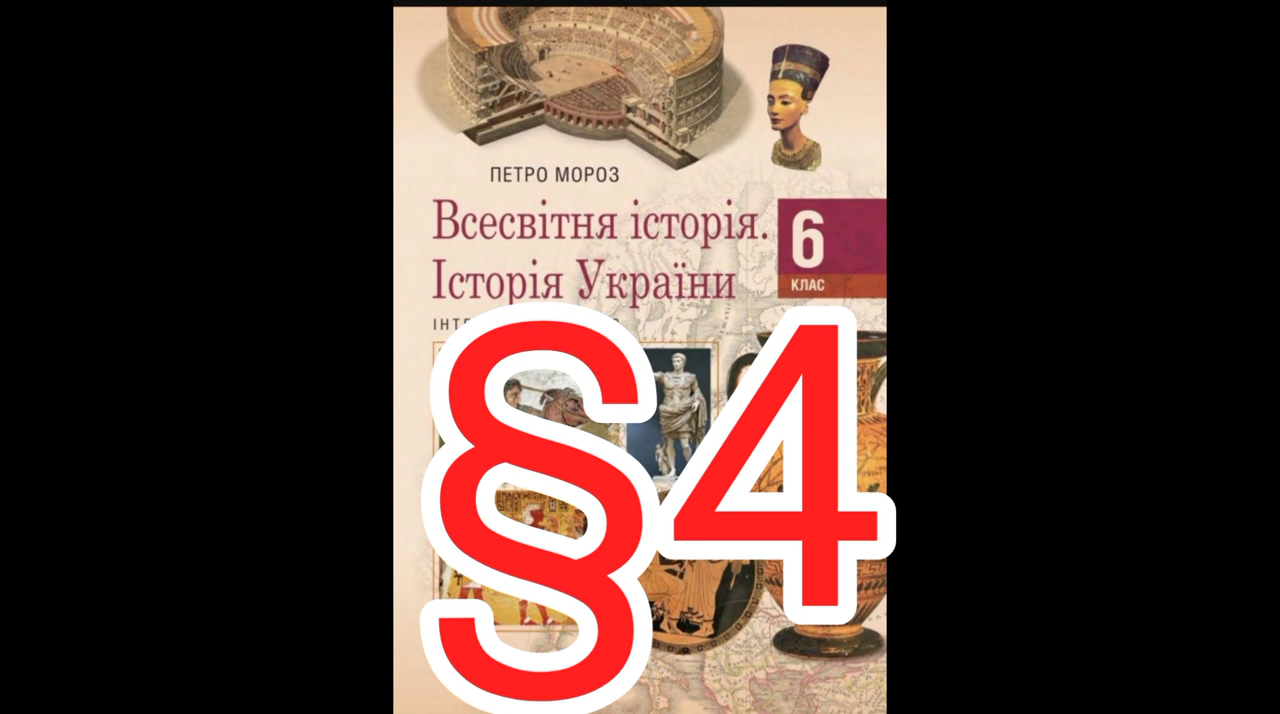 ПЕТРО МОРОЗ
Всесвітня історія.
Історія України
6
КЛАС
§4